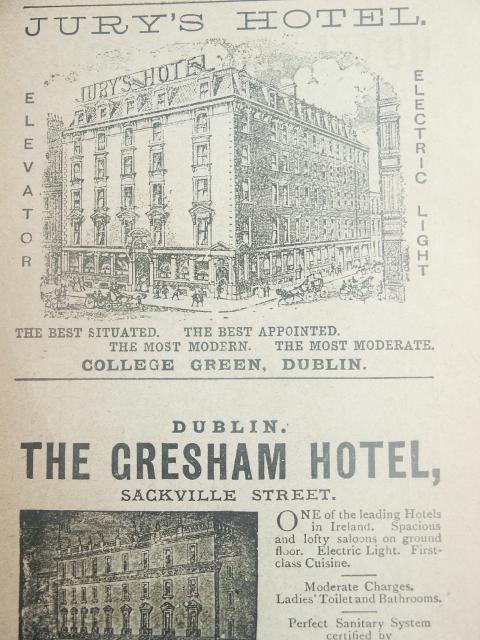 JURY'S HOTEL.
JURY'S HOTEL
ELEVATOR
ELECTRIC LIGHT
THE BEST SITUATED. THE BEST APPOINTED.
THE MOST MODERN. THE MOST MODERATE.
COLLEGE GREEN, DUBLIN.
DUBLIN.
THE GRESHAM HOTEL,
SACKVILLE STREET.
ONE of the leading Hotels
in Ireland. Spacious
and lofty saloons on ground
floor. Electric Light. First-
class Cuisine.
Moderate Charges.
Ladies' Toilet and Bathrooms.
Perfect Sanitary System
certified by